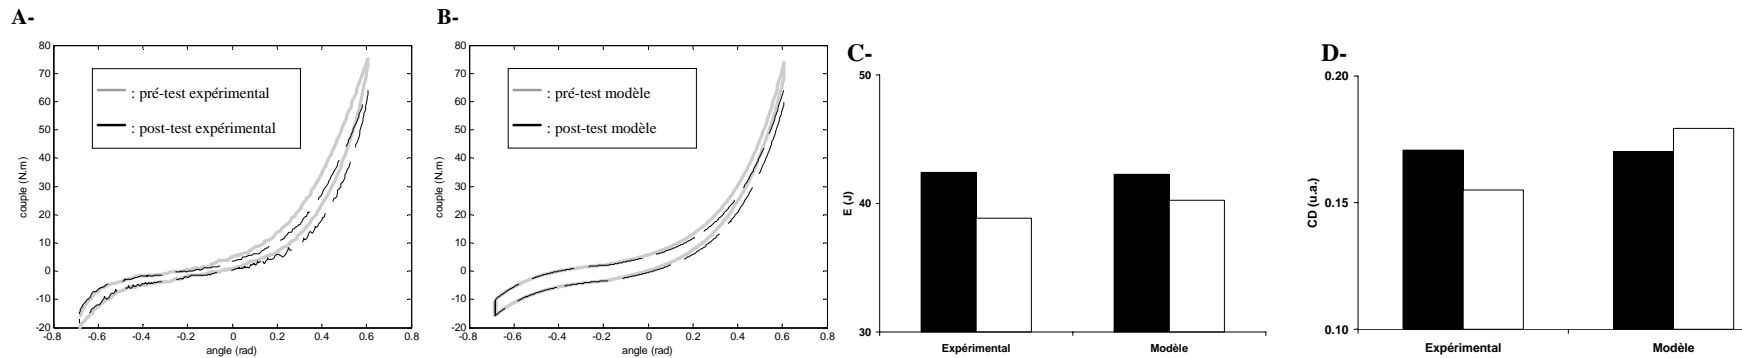 A-
80
70
60
50
40
30
20
10
0
-10
-20
-0.8
-0.6
-0.4
-0.2
0
0.2
0.4
0.6
0.8
couple (N.m)
angle (rad)
: pré-test expérimental
: post-test expérimental
B-
80
70
60
50
40
30
20
10
0
-10
-20
-0.8
-0.6
-0.4
-0.2
0
0.2
0.4
0.6
0.8
couple (N.m)
angle (rad)
: pré-test modèle
: post-test modèle
C-
50
40
30
E (J)
Expérimental
Modèle
D-
0.20
0.15
0.10
CD (u.a.)
Expérimental
Modèle